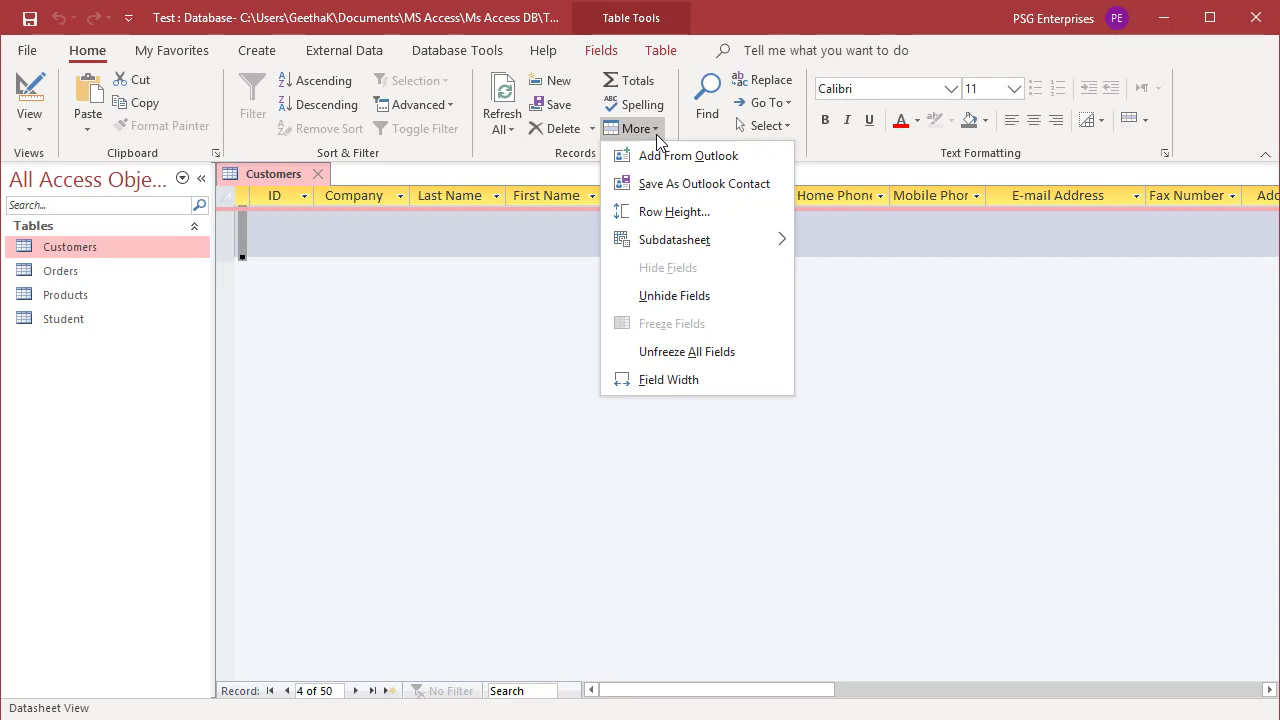 Test : Database- C:\Users\GeethaK\Documents\MS Access\Ms Access DB\T...
Table Tools
PSG Enterprises
PE
File
Home
My Favorites
Create
External Data
Database Tools
Help
Fields
Table
Tell me what you want to do
View
Views
Paste
Cut
Copy
Format Painter
Clipboard
Filter
Ascending
Descending
Remove Sort
Selection
Advanced
Toggle Filter
Sort & Filter
Refresh
All
New
Save
Delete
Totals
Spelling
More
Records
Find
Replace
Go To
Select
Calibri
11
B I U A
Text Formatting
All Access Obje...
Search...
Tables
Customers
Orders
Products
Student
Customers
ID Company Last Name First Name Home Phone Mobile Phor E-mail Address Fax Number Add
Add From Outlook
Save As Outlook Contact
Row Height...
Subdatasheet
Hide Fields
Unhide Fields
Freeze Fields
Unfreeze All Fields
Field Width
Record: 4 of 50 No Filter Search
Datasheet View